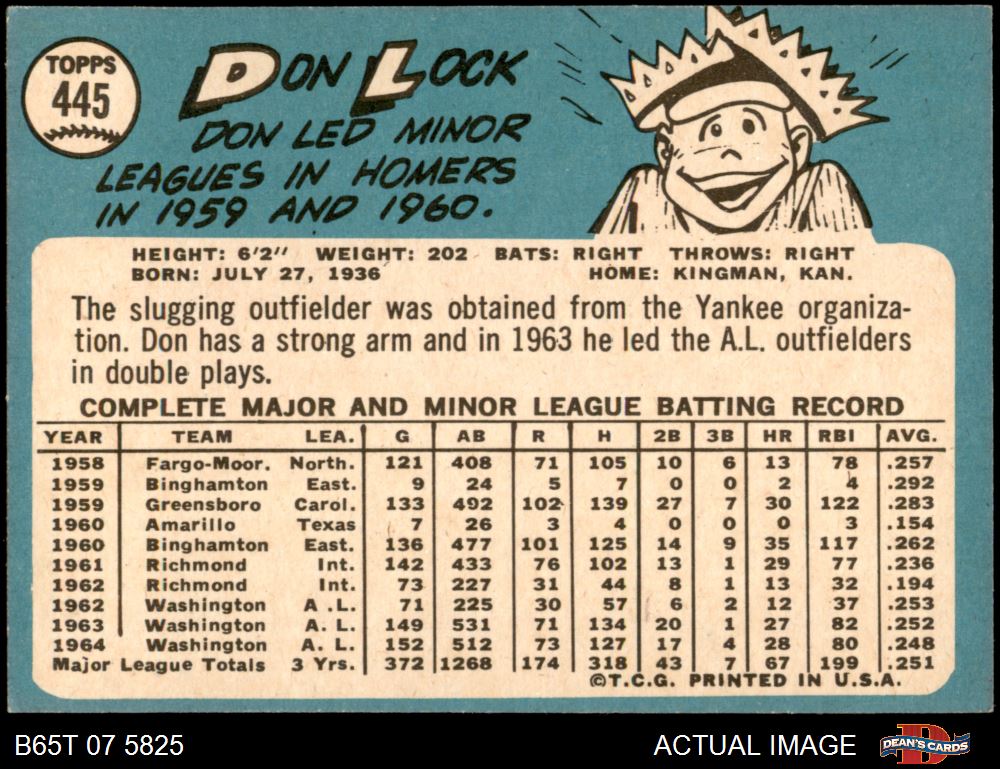 TOPPS
445
DON LOCK
DON LED MINOR
LEAGUES IN HOMERS
IN 1959 AND 1960.
HEIGHT: 6'2" WEIGHT: 202 BATS: RIGHT THROWS: RIGHT
BORN: JULY 27, 1936 HOME: KINGMAN, KAN.
The slugging outfielder was obtained from the Yankee organiza-
tion. Don has a strong arm and in 1963 he led the A.L. outfielders
in double plays.
COMPLETE MAJOR AND MINOR LEAGUE BATTING RECORD
YEAR TEAM LEA. G AB R H 2B 3B HR RBI AVG.
1958 Fargo-Moor. North. 121 408 71 105 10 6 13 78 .257
1959 Binghamton East. 9 24 5 7 0 0 2 4 .292
1959 Greensboro Carol. 133 492 102 139 27 7 30 122 .283
1960 Amarillo Texas 7 26 3 4 0 0 0 3 .154
1960 Binghamton East. 136 477 101 125 14 9 35 117 .262
1961 Richmond Int. 142 433 76 102 13 1 29 77 .236
1962 Richmond Int. 73 227 31 44 8 1 13 32 .194
1962 Washington A .L. 71 225 30 57 6 2 12 37 .253
1963 Washington A. L. 149 531 71 134 20 1 27 82 .252
1964 Washington A. L. 152 512 73 127 17 4 28 80 .248
Major League Totals 3 Yrs. 372 1268 174 318 43 7 67 199 .251
©T.C.G. PRINTED IN U.S.A.
B65T 07 5825 ACTUAL IMAGE DEAN'S CARDS